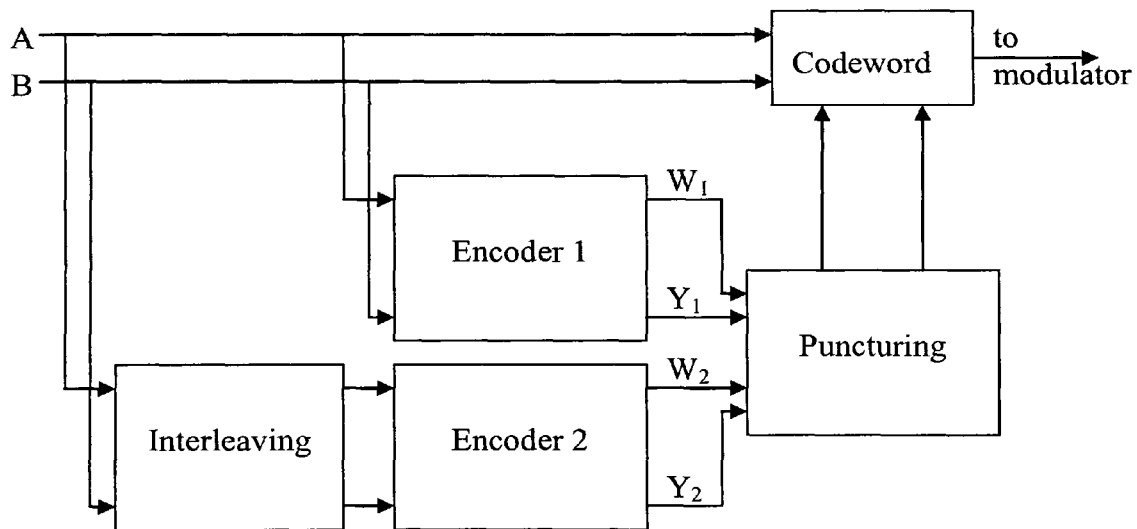 A
B
Codeword
to
modulator
W₁
Encoder 1
Y₁
Puncturing
W₂
Interleaving
Encoder 2
Y₂